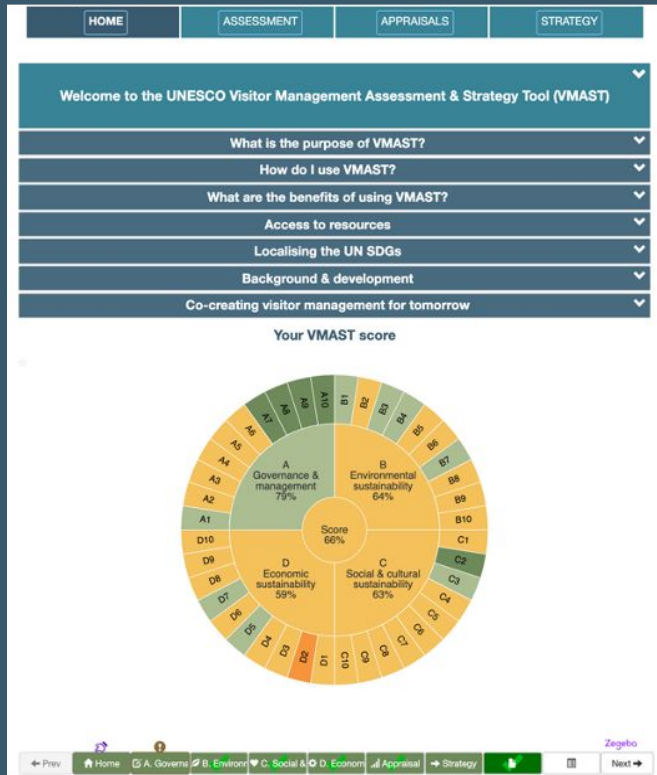 HOME
ASSESSMENT
APPRAISALS
STRATEGY
Welcome to the UNESCO Visitor Management Assessment & Strategy Tool (VMAST)
What is the purpose of VMAST?
How do I use VMAST?
What are the benefits of using VMAST?
Access to resources
Localising the UN SDGs
Background & development
Co-creating visitor management for tomorrow
Your VMAST score
A
Governance &
management
79%
B
Environmental
sustainability
64%
Score
66%
D
Economic
sustainability
59%
C
Social & cultural
sustainability
63%
A1
A2
A3
A4
A5
A6
A7
A8
A9
A10
B1
B2
B3
B4
B5
B6
B7
B8
B9
B10
C1
C2
C3
C4
C5
C6
C7
C8
C9
C10
D1
D2
D3
D4
D5
D6
D7
D8
D9
D10
Zegeba
← Prev
Home
A. Governa
B. Environr
C. Social &
D. Econom
Appraisal
→ Strategy
Next →